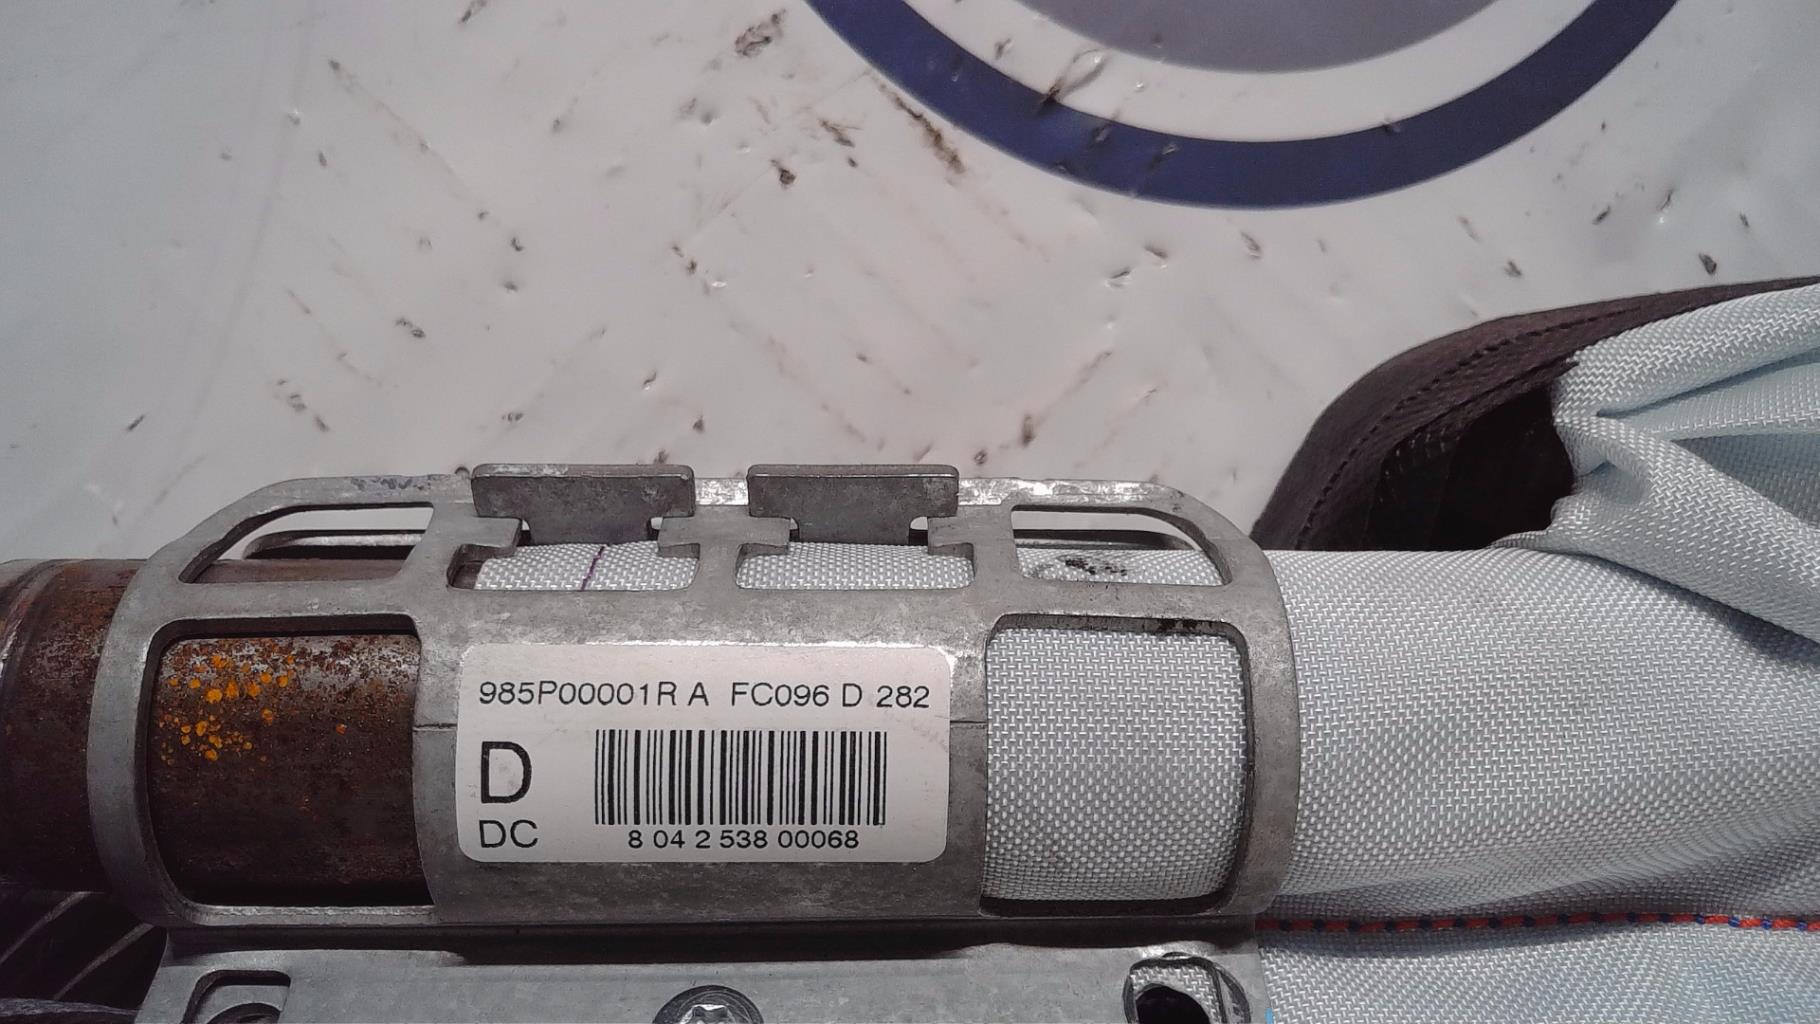 985P00001R A FC096 D 282
D
DC
8 04 2 538 00068